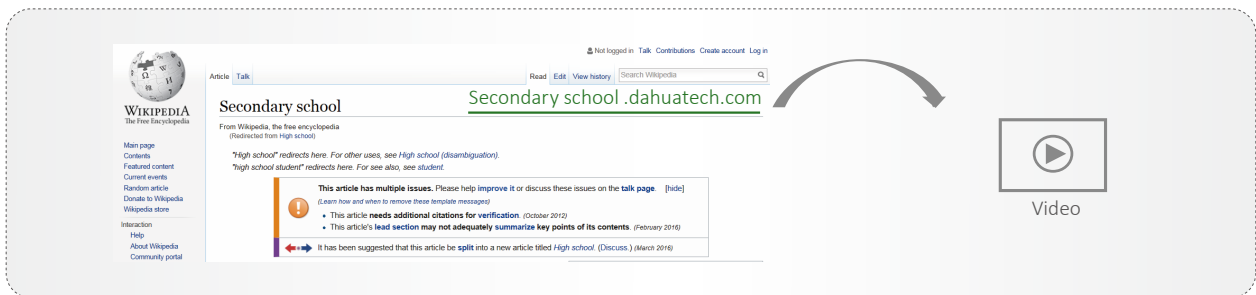 Not logged in Talk Contributions Create account Log in
Article Talk Read Edit View history Search Wikipedia
WIKIPEDIA
The Free Encyclopedia
Secondary school
Secondary school .dahuatech.com
From Wikipedia, the free encyclopedia
(Redirected from High school)
"High school" redirects here. For other uses, see High school (disambiguation).
"high school student" redirects here. For see also, see student.
This article has multiple issues. Please help improve it or discuss these issues on the talk page. [hide]
(Learn how and when to remove these template messages)
• This article needs additional citations for verification. (October 2012)
• This article's lead section may not adequately summarize key points of its contents. (February 2016)
It has been suggested that this article be split into a new article titled High school. (Discuss.) (March 2016)
Main page
Contents
Featured content
Current events
Random article
Donate to Wikipedia
Wikipedia store
Interaction
Help
About Wikipedia
Community portal
Video